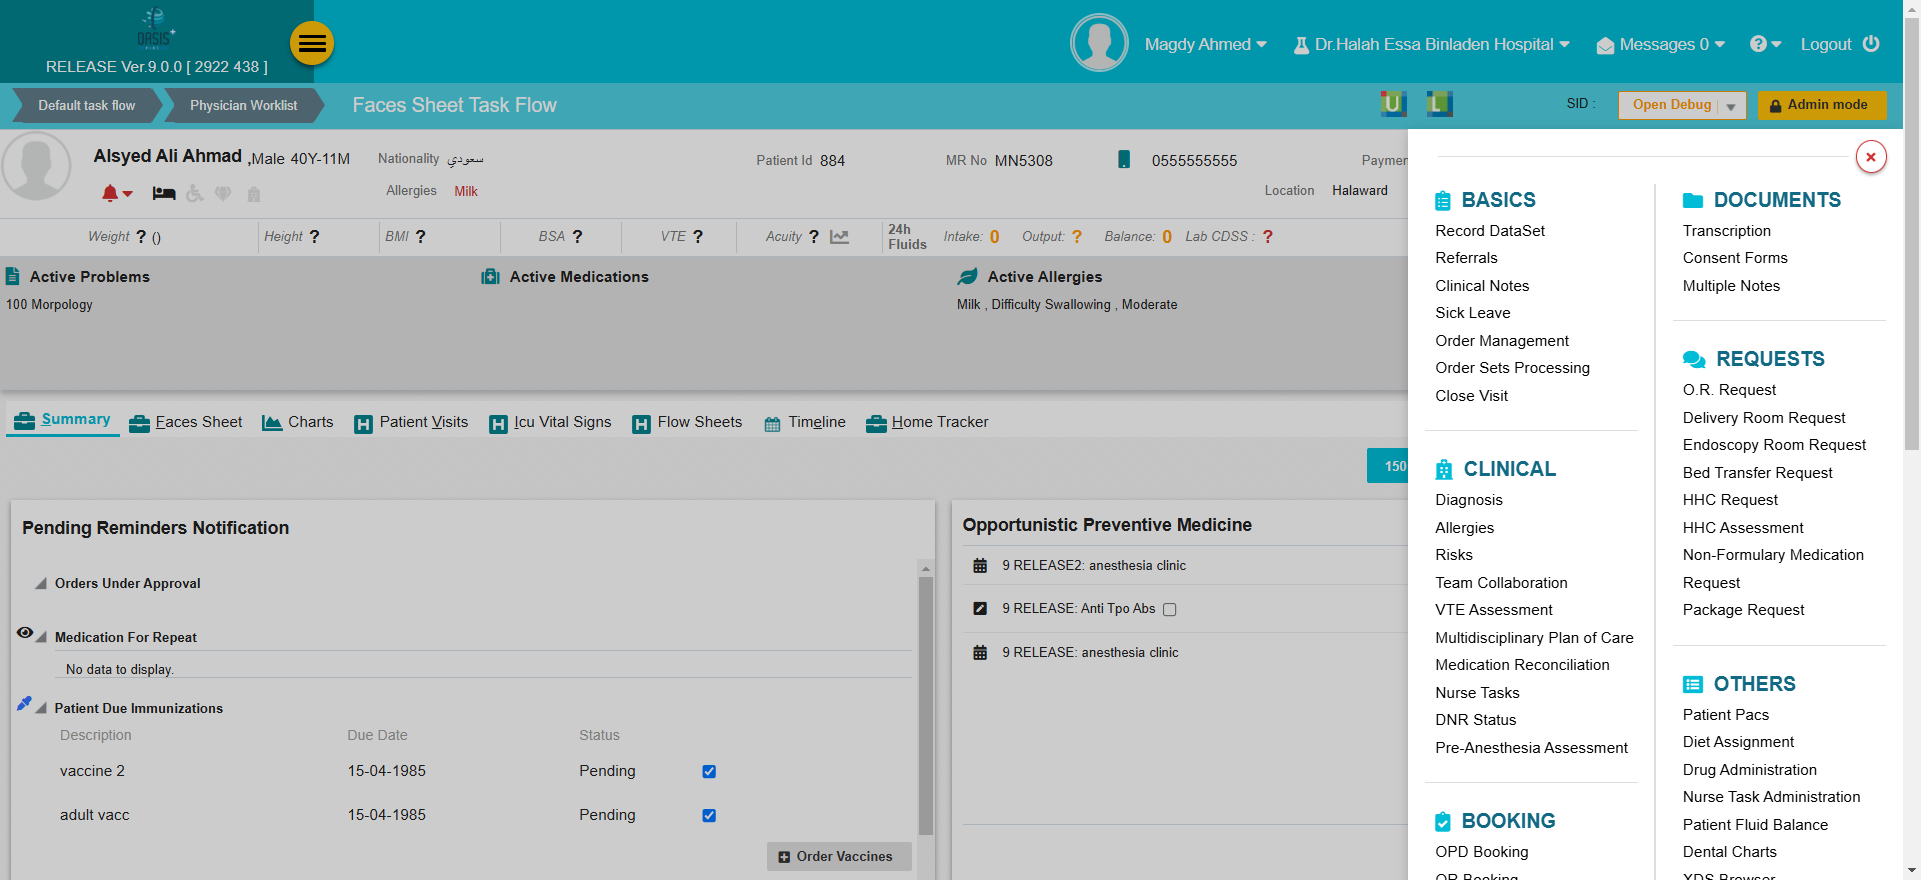 OASIS+
RELEASE Ver.9.0.0 [ 2922 438 ]
Magdy Ahmed
Dr.Halah Essa Binladen Hospital
Messages 0
Logout
Default task flow
Physician Worklist
Faces Sheet Task Flow
U
L
SID :
Open Debug
Admin mode
Alsyed Ali Ahmad ,Male 40Y-11M
Nationality سعودي
Patient Id 884
MR No MN5308
0555555555
Paymen
Allergies Milk
Location Halaward
Weight ? ()
Height ?
BMI ?
BSA ?
VTE ?
Acuity ?
24h Fluids
Intake: 0
Output: ?
Balance: 0
Lab CDSS : ?
Active Problems
100 Morpology
Active Medications
Active Allergies
Milk , Difficulty Swallowing , Moderate
Summary
Faces Sheet
Charts
Patient Visits
Icu Vital Signs
Flow Sheets
Timeline
Home Tracker
150
Pending Reminders Notification
Orders Under Approval
Medication For Repeat
No data to display.
Patient Due Immunizations
Description Due Date Status
vaccine 2 15-04-1985 Pending
adult vacc 15-04-1985 Pending
Order Vaccines
Opportunistic Preventive Medicine
9 RELEASE2: anesthesia clinic
9 RELEASE: Anti Tpo Abs
9 RELEASE: anesthesia clinic
BASICS
Record DataSet
Referrals
Clinical Notes
Sick Leave
Order Management
Order Sets Processing
Close Visit
CLINICAL
Diagnosis
Allergies
Risks
Team Collaboration
VTE Assessment
Multidisciplinary Plan of Care
Medication Reconciliation
Nurse Tasks
DNR Status
Pre-Anesthesia Assessment
BOOKING
OPD Booking
OR Booking
DOCUMENTS
Transcription
Consent Forms
Multiple Notes
REQUESTS
O.R. Request
Delivery Room Request
Endoscopy Room Request
Bed Transfer Request
HHC Request
HHC Assessment
Non-Formulary Medication
Request
Package Request
OTHERS
Patient Pacs
Diet Assignment
Drug Administration
Nurse Task Administration
Patient Fluid Balance
Dental Charts
XDS Browser